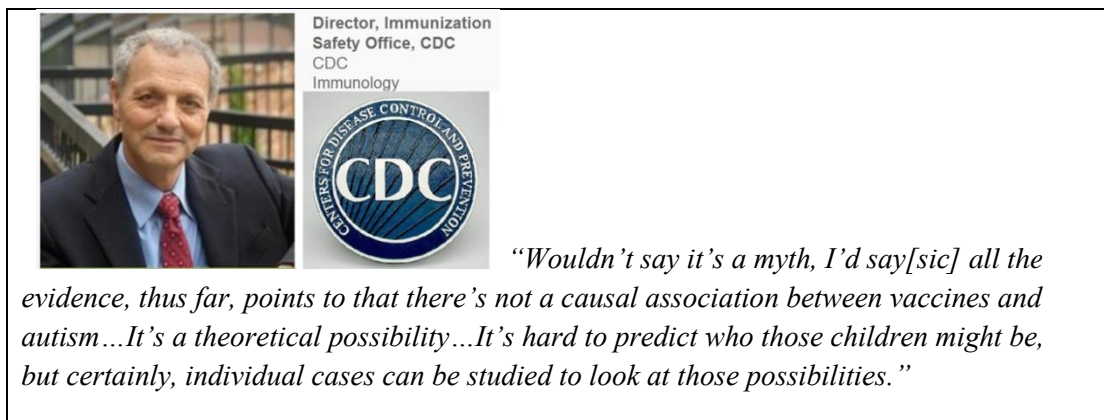 Director, Immunization
Safety Office, CDC
CDC
Immunology
CENTERS FOR DISEASE CONTROL AND PREVENTION
CDC
“Wouldn’t say it’s a myth, I’d say[sic] all the
evidence, thus far, points to that there’s not a causal association between vaccines and
autism…It’s a theoretical possibility…It’s hard to predict who those children might be,
but certainly, individual cases can be studied to look at those possibilities.”